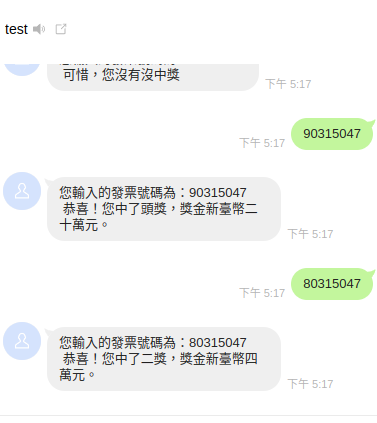 test
可惜，您沒有沒中獎
下午 5:17
90315047
下午 5:17
您輸入的發票號碼為：90315047
恭喜！您中了頭獎，獎金新臺幣二
十萬元。
下午 5:17
80315047
下午 5:17
您輸入的發票號碼為：80315047
恭喜！您中了二獎，獎金新臺幣四
萬元。
下午 5:17